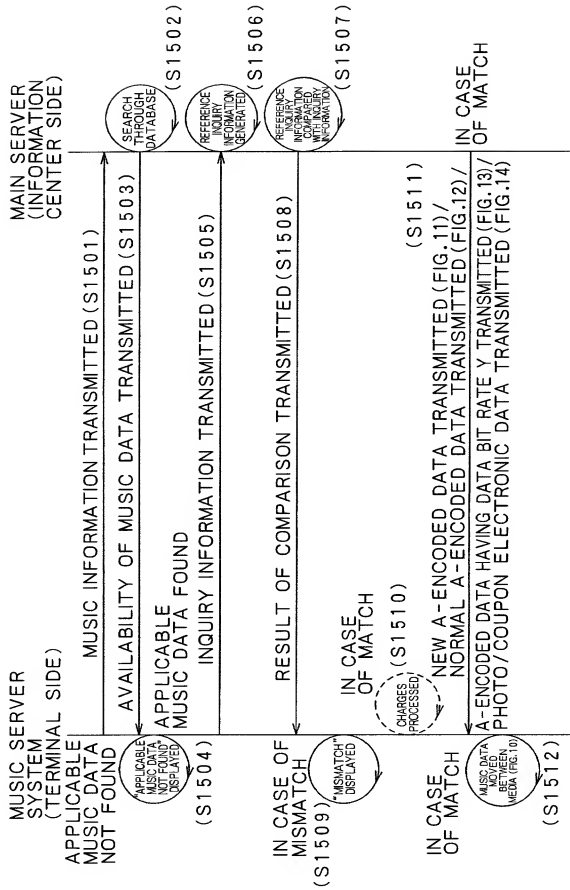 MUSIC SERVER
SYSTEM
(TERMINAL SIDE)
MAIN SERVER
(INFORMATION
CENTER SIDE)
APPLICABLE
MUSIC DATA
NOT FOUND
MUSIC INFORMATION TRANSMITTED(S1501)
SEARCH
THROUGH
DATABASE
(S1502)
AVAILABILITY OF MUSIC DATA TRANSMITTED(S1503)
"APPLICABLE
MUSIC DATA
NOT FOUND"
DISPLAYED
(S1504)
APPLICABLE
MUSIC DATA FOUND
INQUIRY INFORMATION TRANSMITTED(S1505)
REFERENCE
INQUIRY
INFORMATION
GENERATED
(S1506)
REFERENCE
INQUIRY
INFORMATION
COMPARED
WITH INQUIRY
INFORMATION
(S1507)
RESULT OF COMPARISON TRANSMITTED(S1508)
IN CASE OF
MISMATCH
(S1509)
"MISMATCH"
DISPLAYED
IN CASE
OF MATCH
(S1510)
CHARGES
PROCESSED
(S1511)
NEW A-ENCODED DATA TRANSMITTED(FIG.11)/
NORMAL A-ENCODED DATA TRANSMITTED(FIG.12)/
IN CASE
OF MATCH
A-ENCODED DATA HAVING DATA BIT RATE Y TRANSMITTED(FIG.13)/
PHOTO/COUPON ELECTRONIC DATA TRANSMITTED(FIG.14)
IN CASE
OF MATCH
MUSIC DATA
MOVED
BETWEEN
MEDIA(FIG.10)
(S1512)